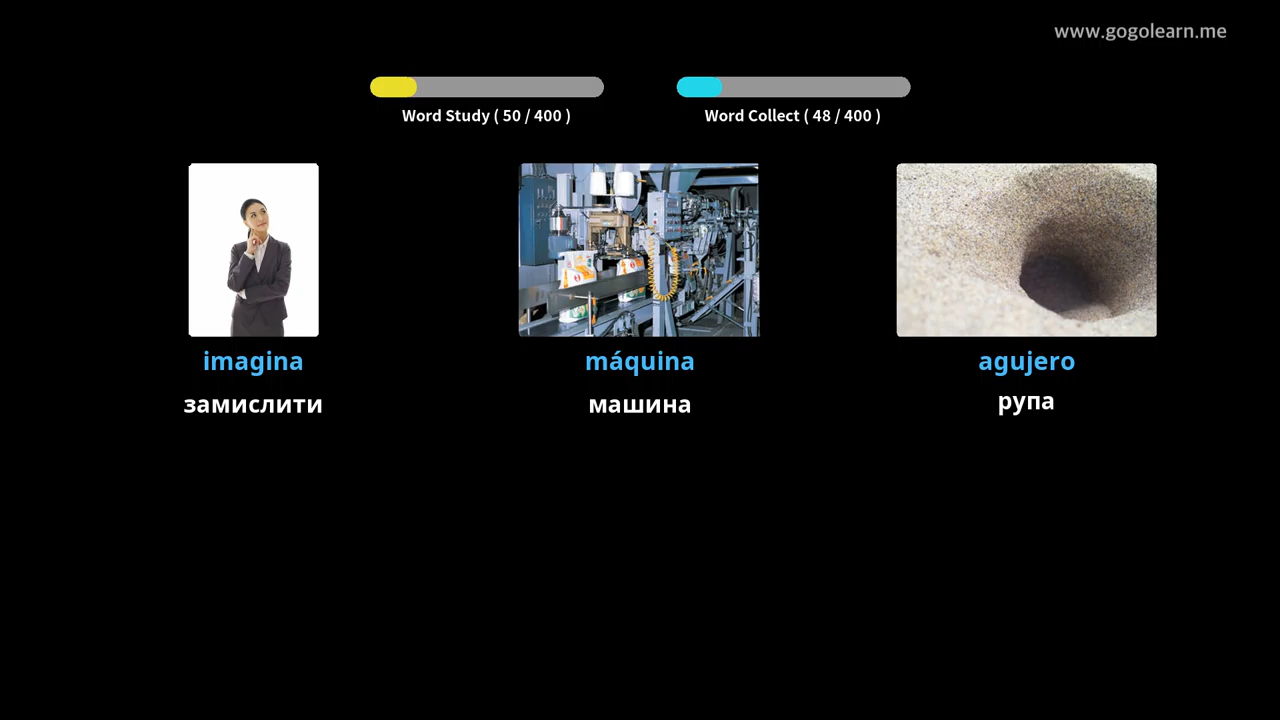 www.gogolearn.me
Word Study ( 50 / 400 )
Word Collect ( 48 / 400 )
imagina
замислити
máquina
машина
agujero
рупа